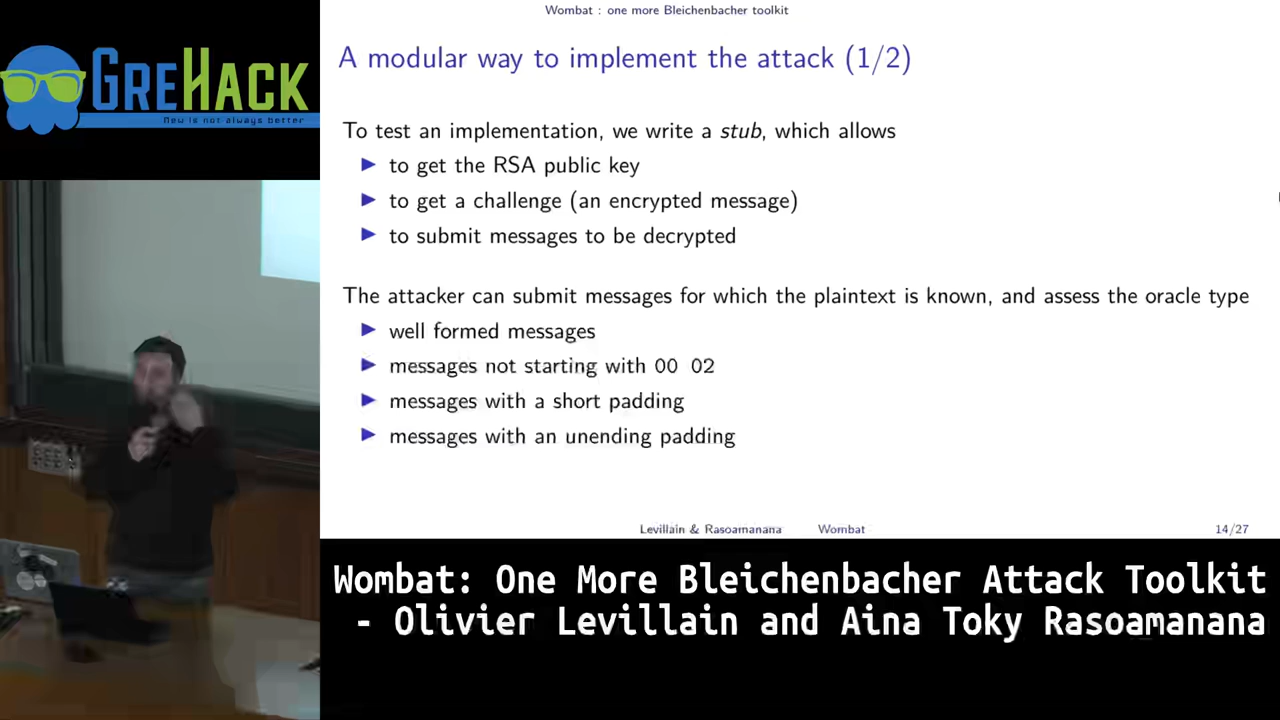 Wombat : one more Bleichenbacher toolkit
GREHACK
New is not always better
A modular way to implement the attack (1/2)
To test an implementation, we write a stub, which allows
to get the RSA public key
to get a challenge (an encrypted message)
to submit messages to be decrypted
The attacker can submit messages for which the plaintext is known, and assess the oracle type
well formed messages
messages not starting with 00 02
messages with a short padding
messages with an unending padding
Levillain & Rasoamanana Wombat 14/27
Wombat: One More Bleichenbacher Attack Toolkit
- Olivier Levillain and Aina Toky Rasoamanana